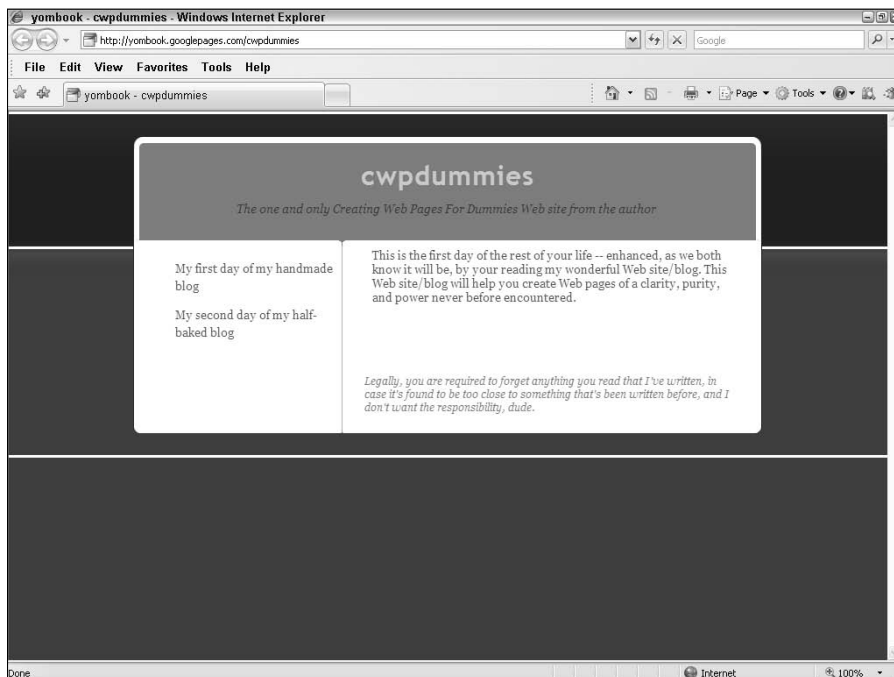 yombook - cwpdummies - Windows Internet Explorer
http://yombook.googlepages.com/cwpdummies
Google
File Edit View Favorites Tools Help
yombook - cwpdummies
Page Tools
cwpdummies
The one and only Creating Web Pages For Dummies Web site from the author
My first day of my handmade
blog
My second day of my half-
baked blog
This is the first day of the rest of your life -- enhanced, as we both
know it will be, by your reading my wonderful Web site/blog. This
Web site/blog will help you create Web pages of a clarity, purity,
and power never before encountered.
Legally, you are required to forget anything you read that I've written, in
case it's found to be too close to something that's been written before, and I
don't want the responsibility, dude.
Done
Internet
100%